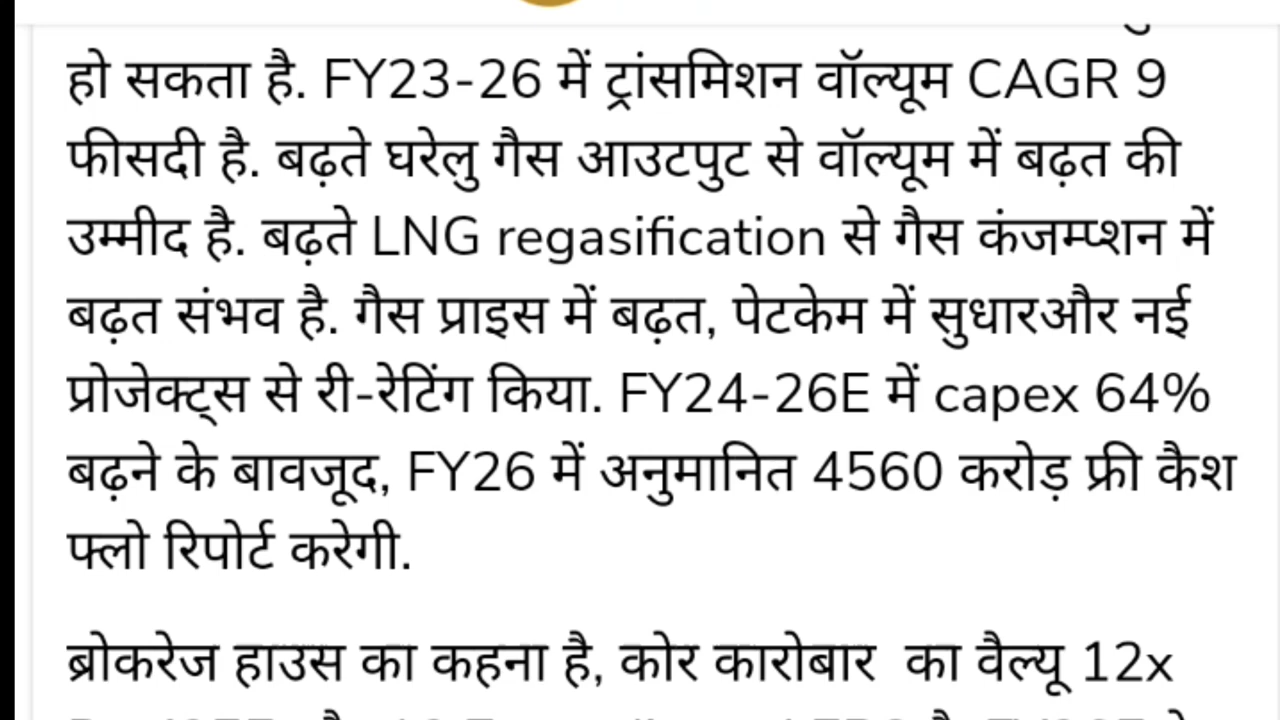 हो सकता है. FY23-26 में ट्रांसमिशन वॉल्यूम CAGR 9
फीसदी है. बढ़ते घरेलु गैस आउटपुट से वॉल्यूम में बढ़त की
उम्मीद है. बढ़ते LNG regasification से गैस कंजम्प्शन में
बढ़त संभव है. गैस प्राइस में बढ़त, पेटकेम में सुधारऔर नई
प्रोजेक्ट्स से री-रेटिंग किया. FY24-26E में capex 64%
बढ़ने के बावजूद, FY26 में अनुमानित 4560 करोड़ फ्री कैश
फ्लो रिपोर्ट करेगी.
ब्रोकरेज हाउस का कहना है, कोर कारोबार का वैल्यू 12x